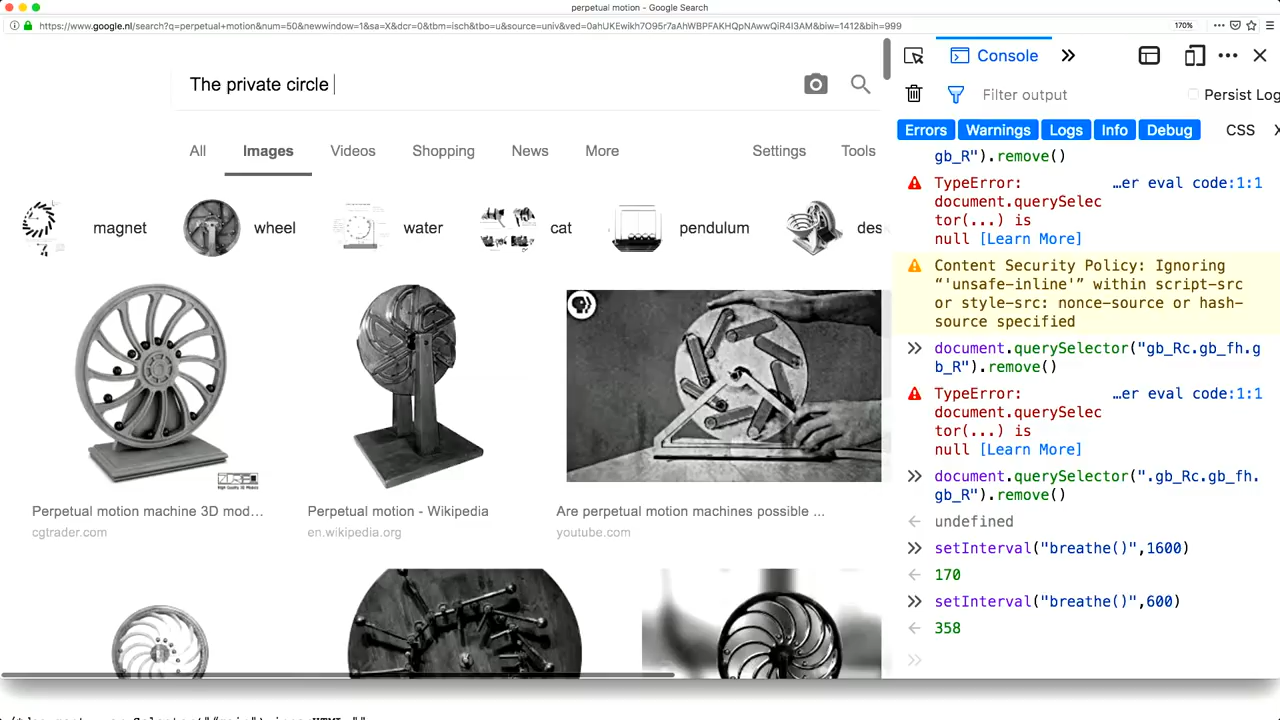 perpetual motion - Google Search
https://www.google.nl/search?q=perpetual+motion&num=50&newwindow=1&sa=X&dcr=0&tbm=isch&tbo=u&source=univ&ved=0ahUKEwikh7O95r7aAhWBPFAKHQpNAwwQiR4I3AM&biw=1412&bih=999
170%
The private circle
Console
Filter output
Persist Log
Errors Warnings Logs Info Debug CSS
All Images Videos Shopping News More Settings Tools
magnet wheel water cat pendulum des
Perpetual motion machine 3D mod...
cgtrader.com
Perpetual motion - Wikipedia
en.wikipedia.org
Are perpetual motion machines possible ...
youtube.com
gb_R").remove()
TypeError: …er eval code:1:1
document.querySelec
tor(...) is
null [Learn More]
Content Security Policy: Ignoring
“'unsafe-inline'” within script-src
or style-src: nonce-source or hash-
source specified
document.querySelector("gb_Rc.gb_fh.g
b_R").remove()
TypeError: …er eval code:1:1
document.querySelec
tor(...) is
null [Learn More]
document.querySelector(".gb_Rc.gb_fh.
gb_R").remove()
undefined
setInterval("breathe()",1600)
170
setInterval("breathe()",600)
358